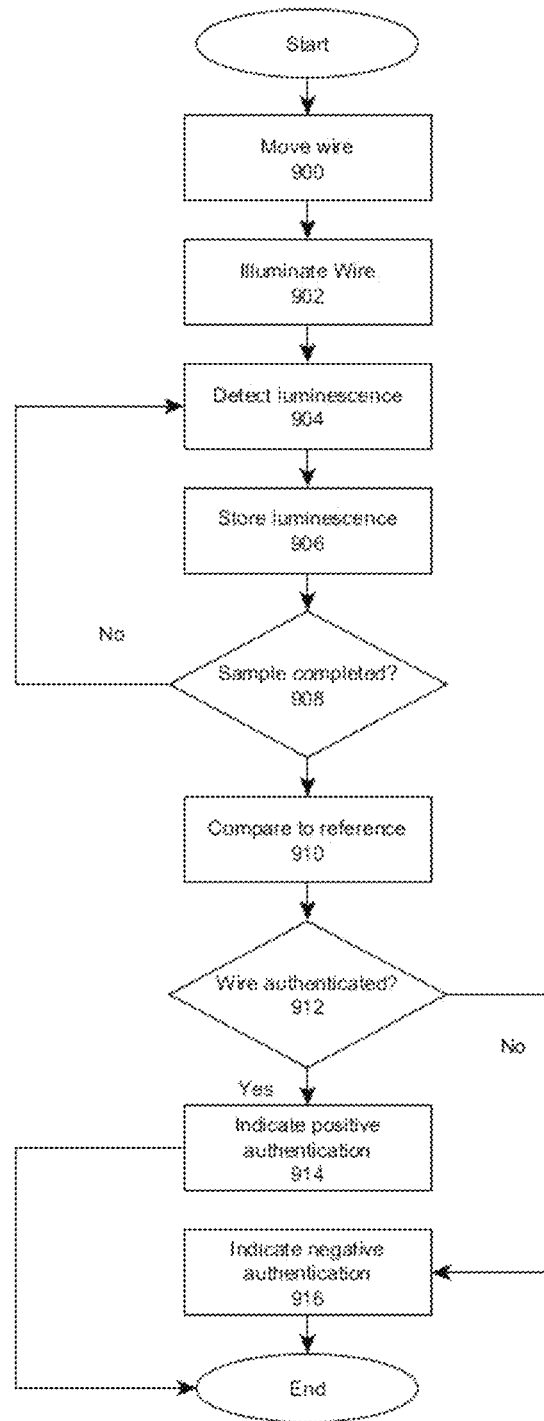 Start
Move wire
900
Illuminate Wire
902
Detect luminescence
904
Store luminescence
906
No
Sample completed?
908
Compare to reference
910
Wire authenticated?
912
No
Yes
Indicate positive
authentication
914
Indicate negative
authentication
916
End